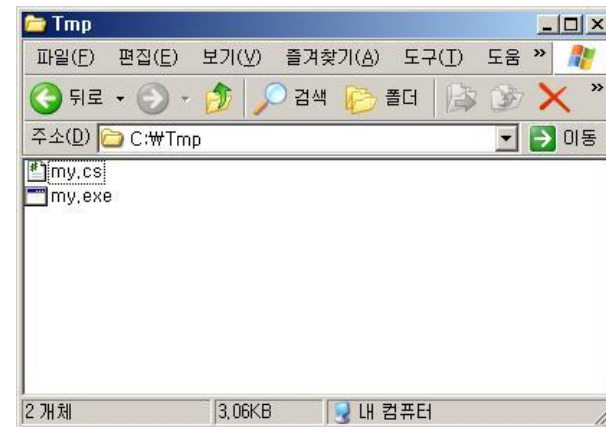 Tmp
파일(F) 편집(E) 보기(V) 즐겨찾기(A) 도구(T) 도움 »
뒤로 검색 폴더 »
주소(D) C:₩Tmp 이동
my.cs
my.exe
2 개체 3,06KB 내 컴퓨터